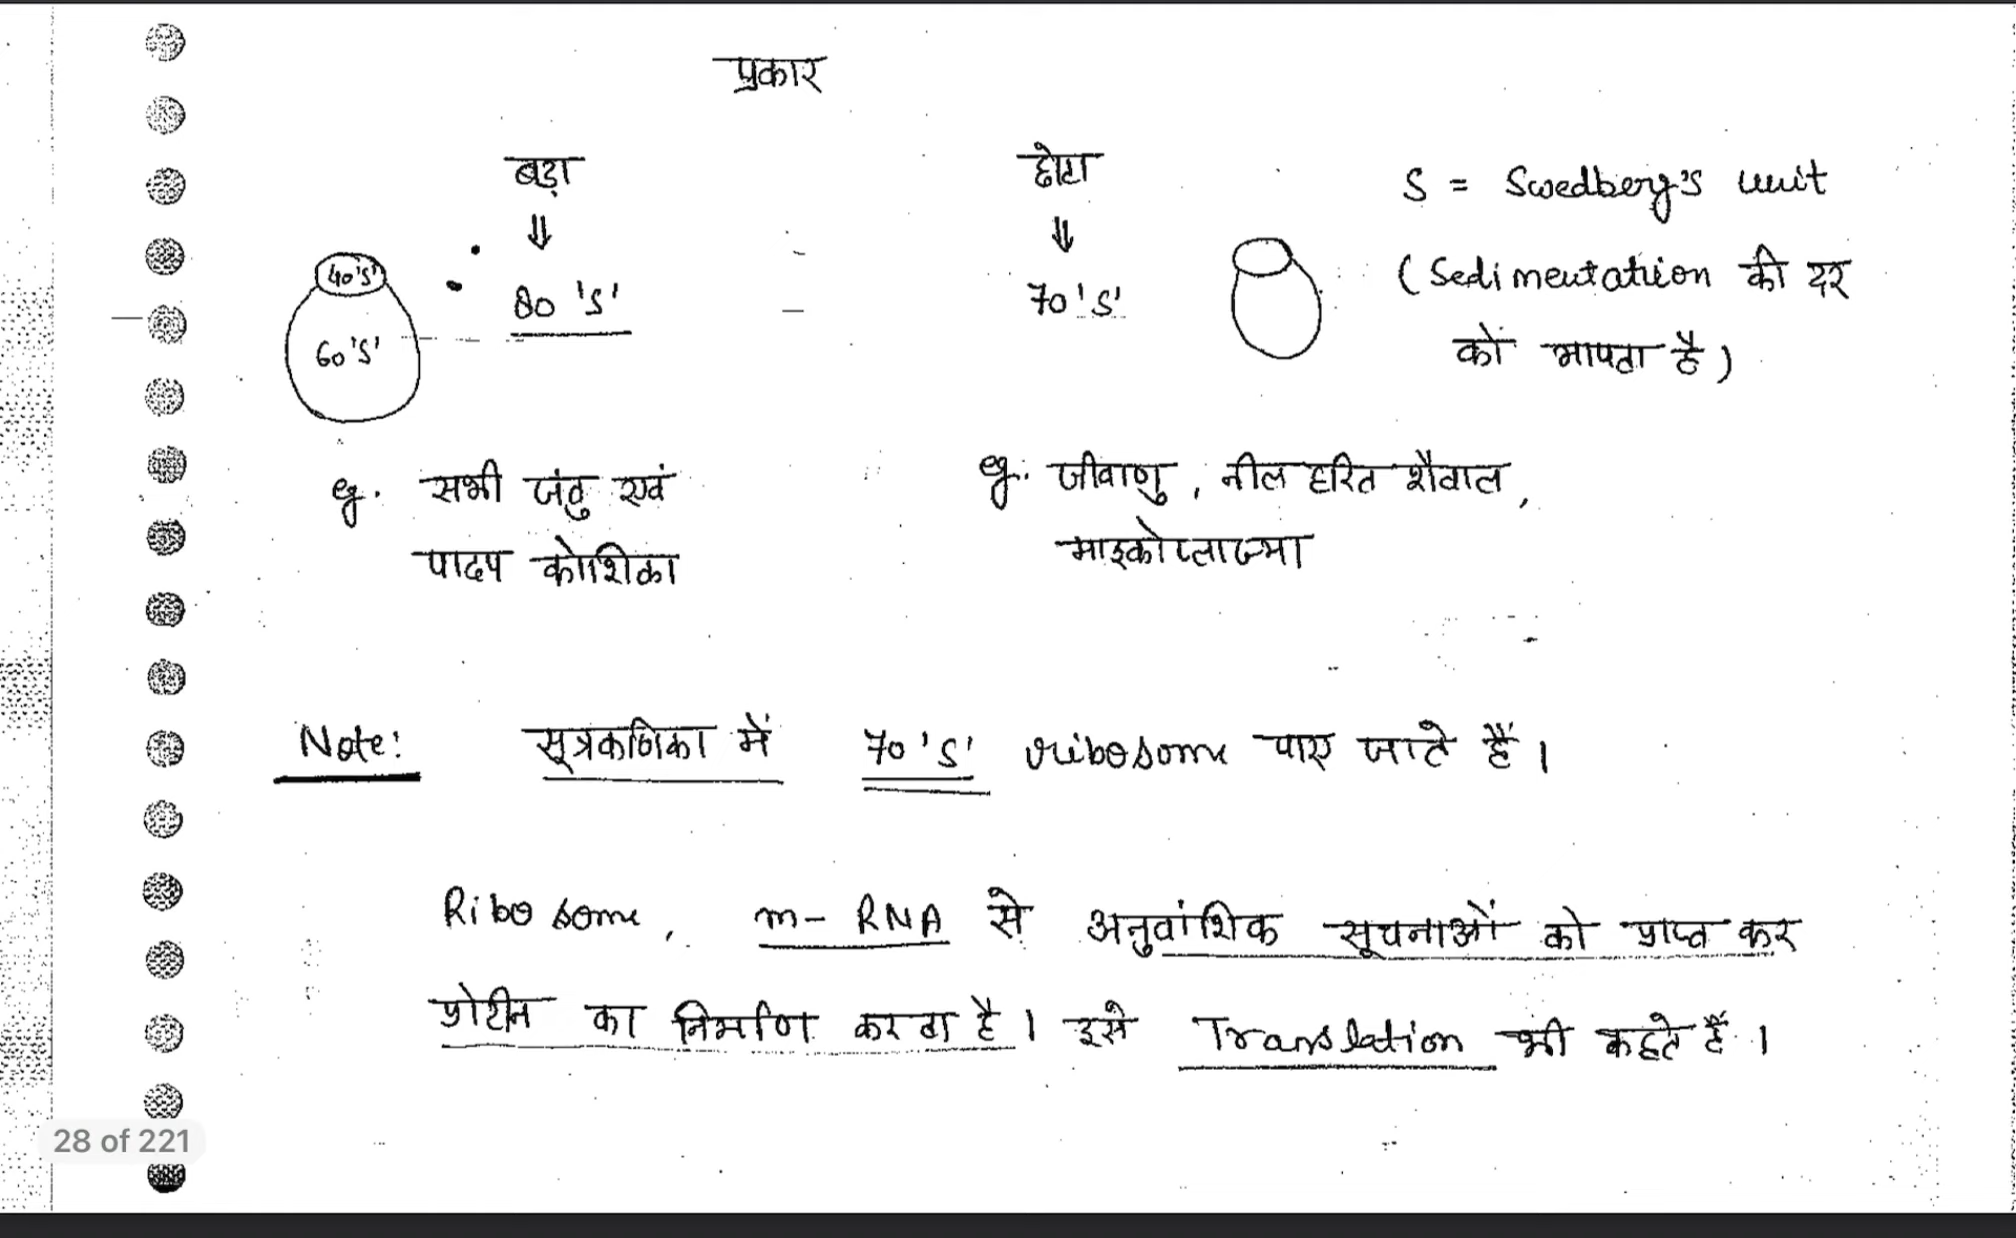 प्रकार
बड़ा
⇓
80 'S'
40'S'
60'S'
छोटा
⇓
70'S'
S = Swedberg's unit
(Sedimentation की दर
को मापता है)
eg. सभी जंतु एवं
पादप कोशिका
eg. जीवाणु, नील हरित शैवाल,
माइकोप्लाज्मा
Note: सूत्रकणिका में 70'S' ribosome पाए जाते हैं।
Ribosome, m-RNA से अनुवांशिक सूचनाओं को प्राप्त कर
प्रोटीन का निर्माण करता है। इसे Translation भी कहते हैं।
28 of 221